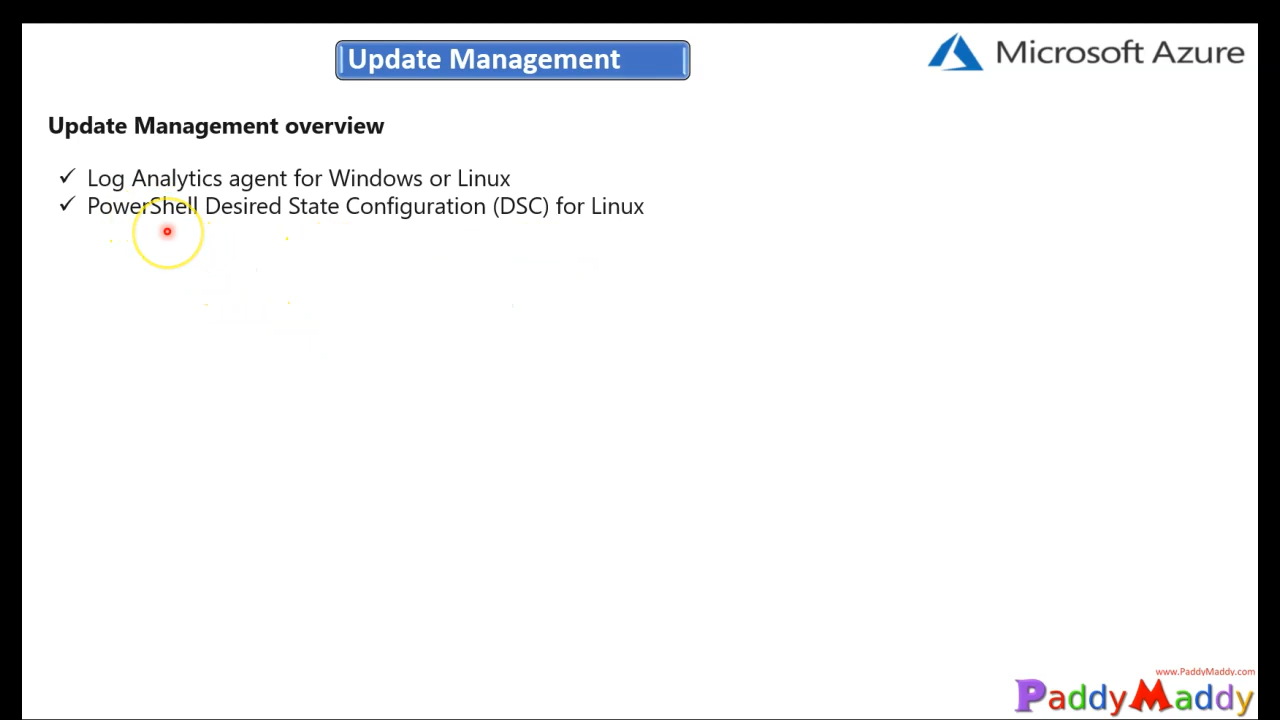 Update Management
Microsoft Azure
Update Management overview
✓ Log Analytics agent for Windows or Linux
✓ PowerShell Desired State Configuration (DSC) for Linux
www.PaddyMaddy.com
PaddyMaddy